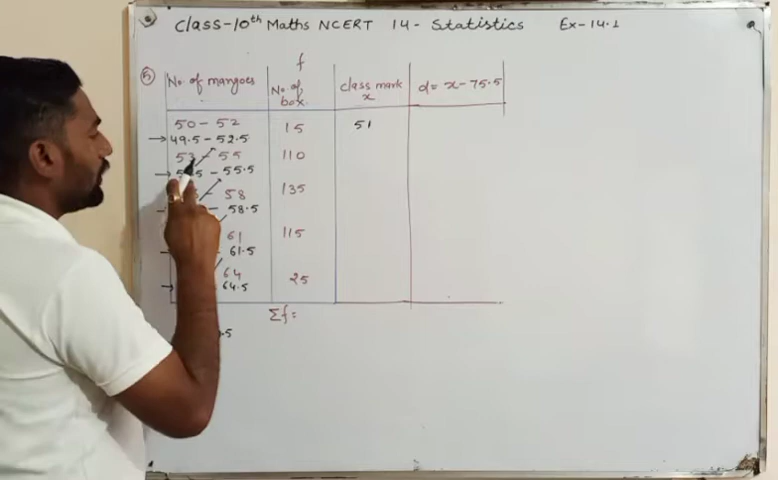 Class-10th Maths NCERT 14- Statistics Ex-14.1
5 No. of mangoes f No. of box class mark x d= x-75.5
50-52 15 51
→ 49.5-52.5
53-55 110
→ 5 .5 - 55.5
- 58 135
- 58.5
61 115
- 61.5
64 25
→ 64.5
Σf=
.5